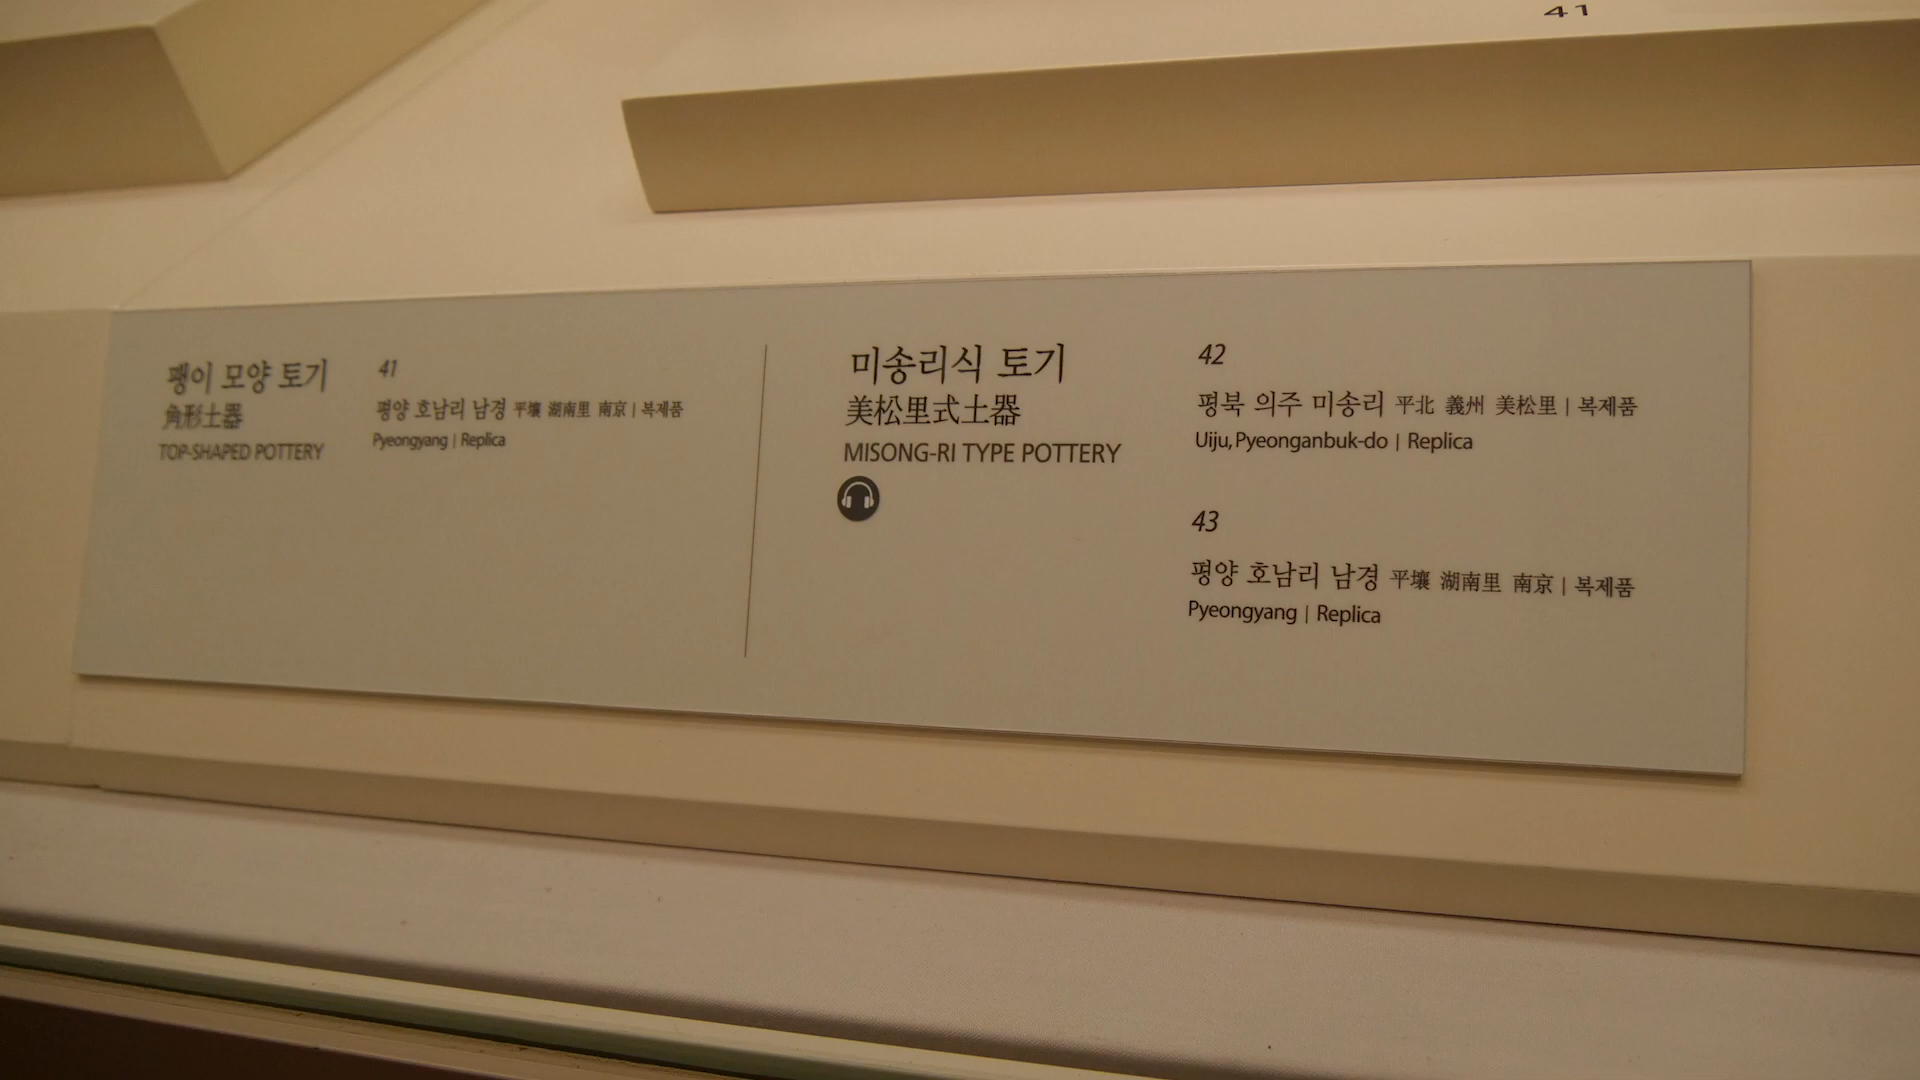 41
팽이 모양 토기
角形土器
TOP-SHAPED POTTERY
41
평양 호남리 남경 平壤 湖南里 南京 | 복제품
Pyeongyang | Replica
미송리식 토기
美松里式土器
MISONG-RI TYPE POTTERY
42
평북 의주 미송리 平北 義州 美松里 | 복제품
Uiju, Pyeonganbuk-do | Replica
43
평양 호남리 남경 平壤 湖南里 南京 | 복제품
Pyeongyang | Replica